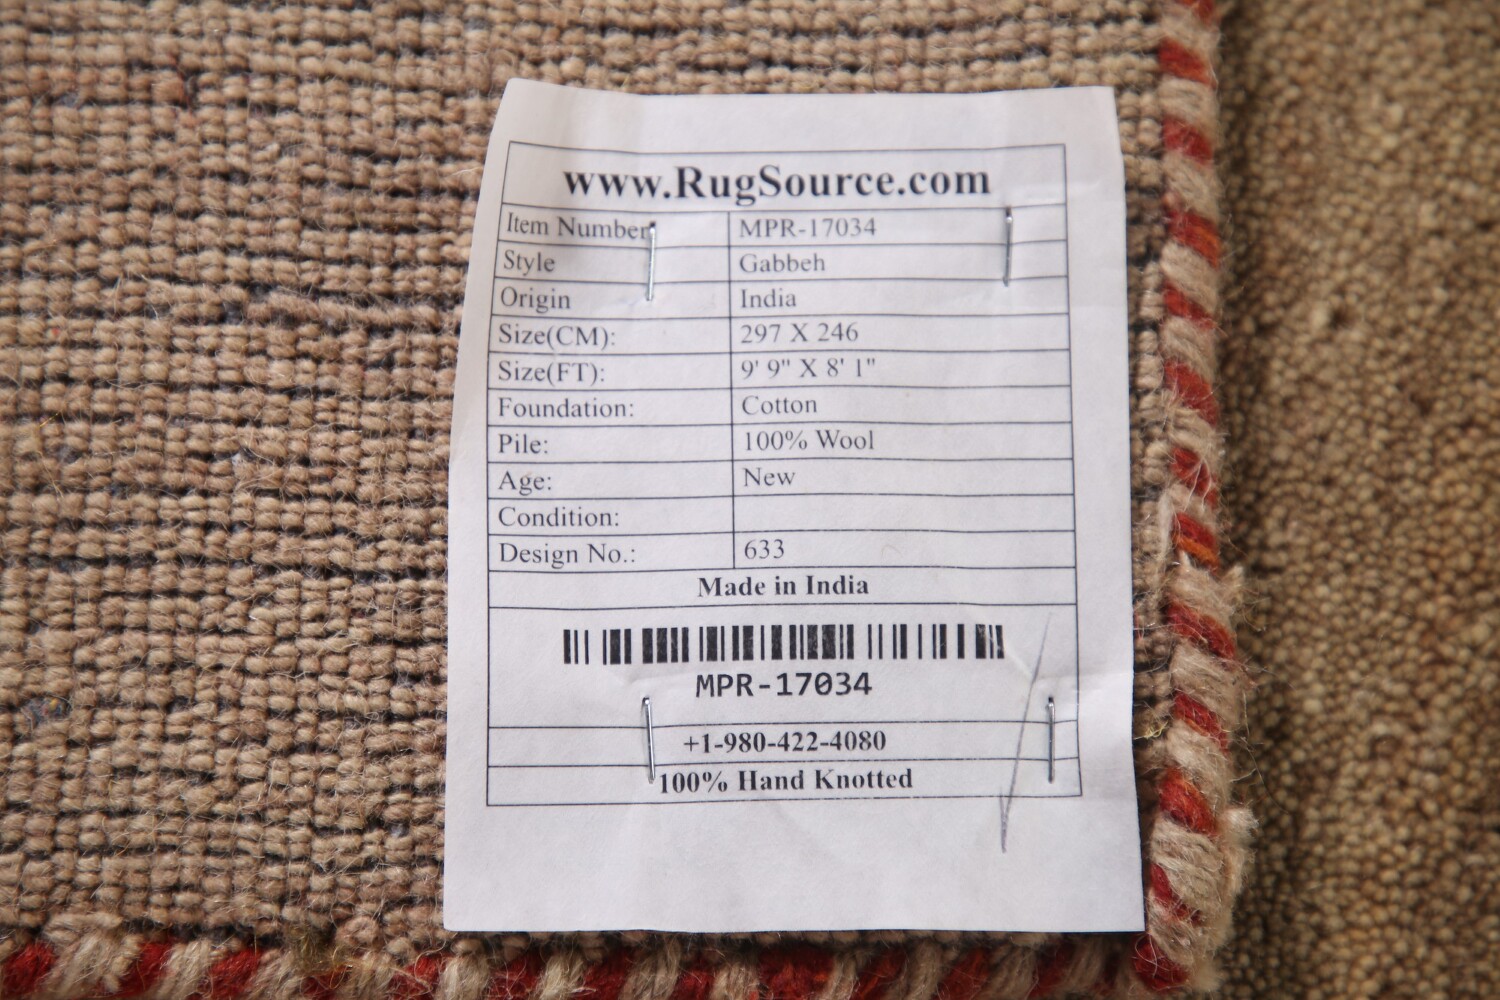 www.RugSource.com
Item Number MPR-17034
Style Gabbeh
Origin India
Size(CM): 297 X 246
Size(FT): 9' 9" X 8' 1"
Foundation: Cotton
Pile: 100% Wool
Age: New
Condition:
Design No.: 633
Made in India
MPR-17034
+1-980-422-4080
100% Hand Knotted